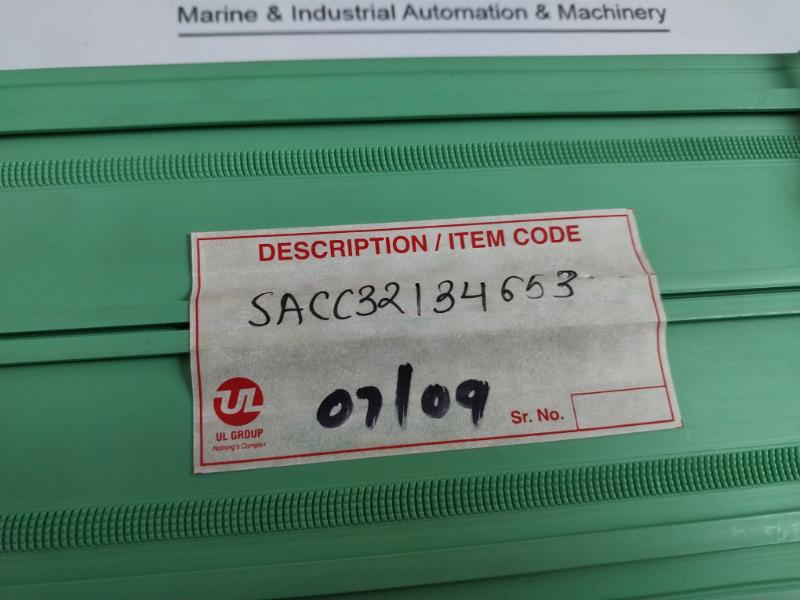 Marine & Industrial Automation & Machinery
DESCRIPTION / ITEM CODE
SACC32134653
07/09
UL
UL GROUP
Sr. No.